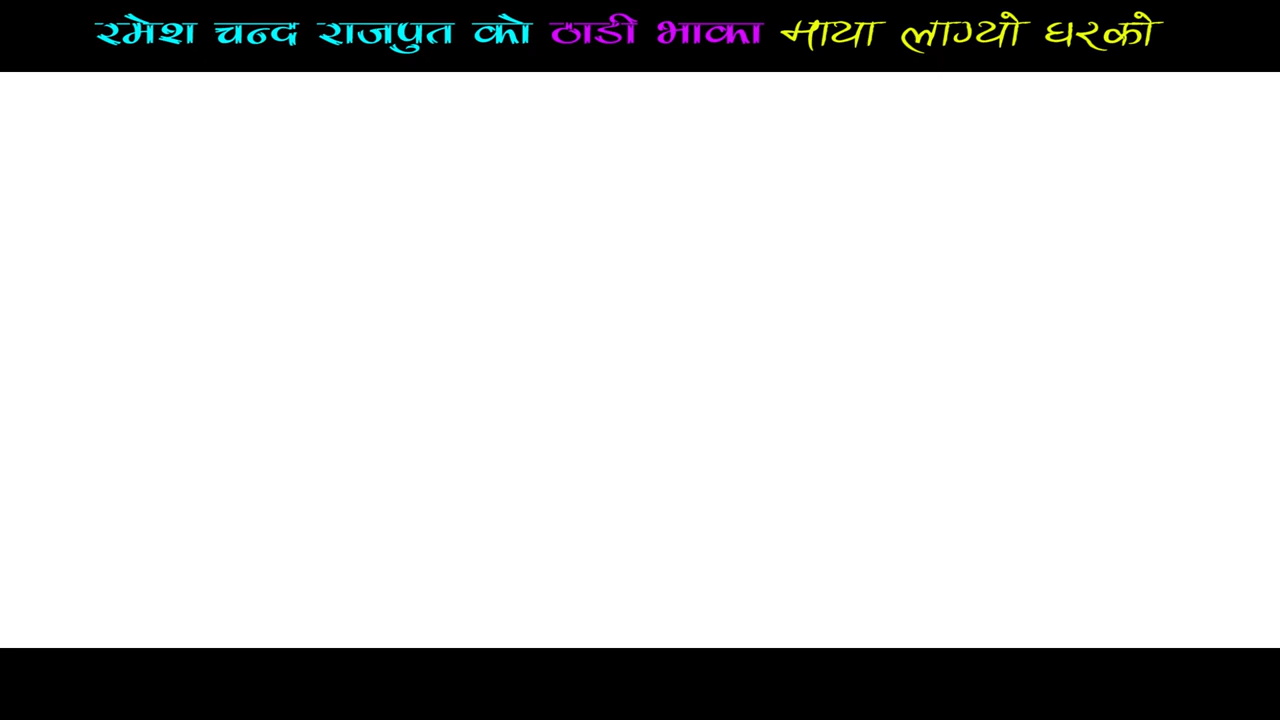 रमेश चन्द राजपुत को ठाडी भाका माया लाग्यो घरको